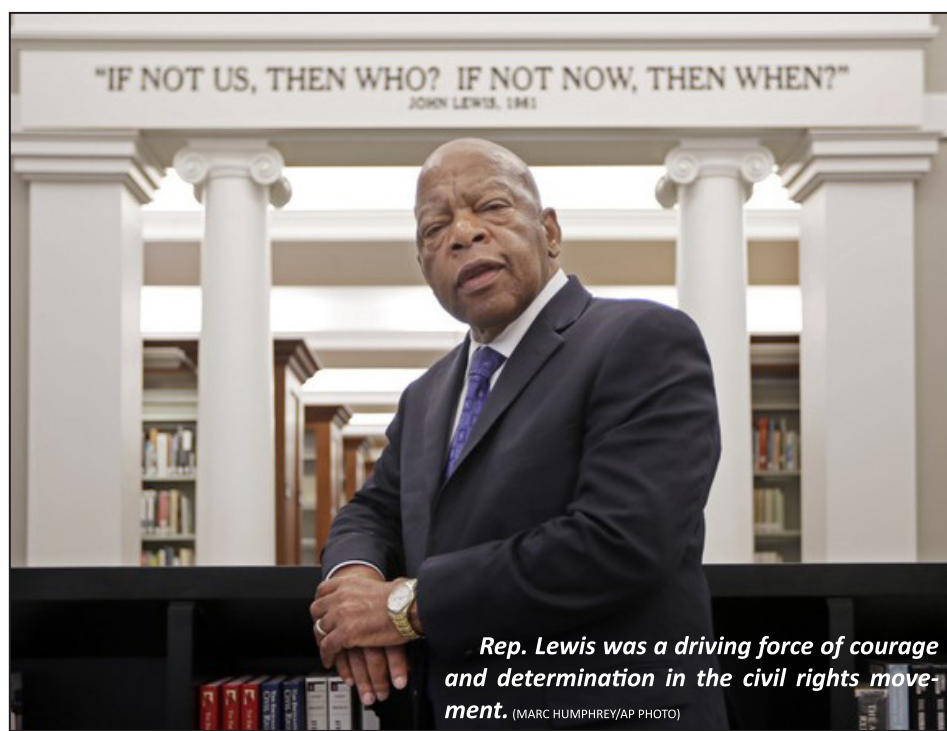 "IF NOT US, THEN WHO? IF NOT NOW, THEN WHEN?"
JOHN LEWIS, 1961
Rep. Lewis was a driving force of courage
and determination in the civil rights move-
ment. (MARC HUMPHREY/AP PHOTO)